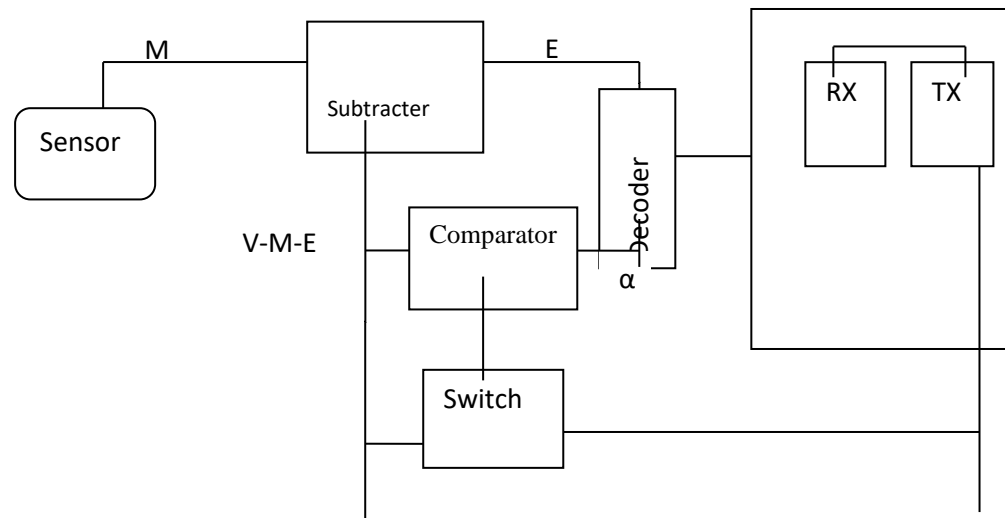 M
E
RX
TX
Subtracter
Sensor
Decoder
Comparator
V-M-E
α
Switch